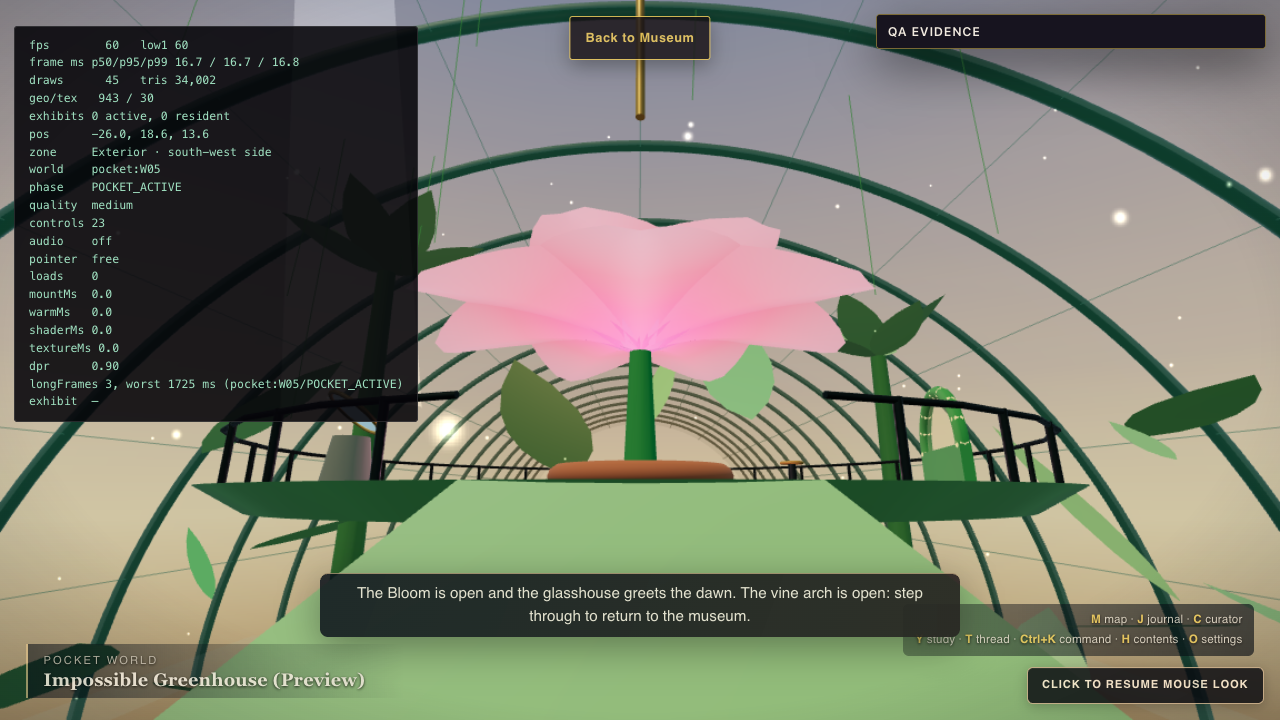 fps 60 low1 60
frame ms p50/p95/p99 16.7 / 16.7 / 16.8
draws 45 tris 34,002
geo/tex 943 / 30
exhibits 0 active, 0 resident
pos −26.0, 18.6, 13.6
zone Exterior · south−west side
world pocket:W05
phase POCKET_ACTIVE
quality medium
controls 23
audio off
pointer free
loads 0
mountMs 0.0
warmMs 0.0
shaderMs 0.0
textureMs 0.0
dpr 0.90
longFrames 3, worst 1725 ms (pocket:W05/POCKET_ACTIVE)
exhibit —
Back to Museum
QA EVIDENCE
The Bloom is open and the glasshouse greets the dawn. The vine arch is open: step
through to return to the museum.
M map · J journal · C curator
Y study · T thread · Ctrl+K command · H contents · O settings
POCKET WORLD
Impossible Greenhouse (Preview)
CLICK TO RESUME MOUSE LOOK